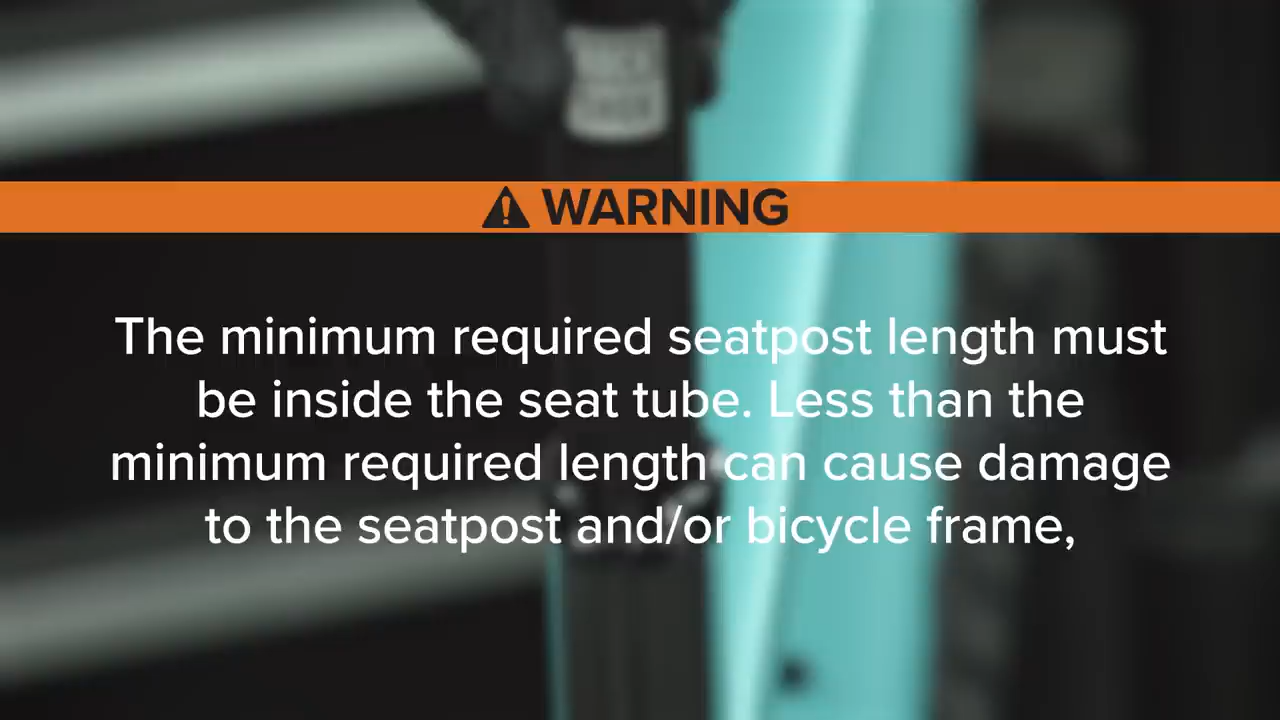 WARNING
The minimum required seatpost length must
be inside the seat tube. Less than the
minimum required length can cause damage
to the seatpost and/or bicycle frame,